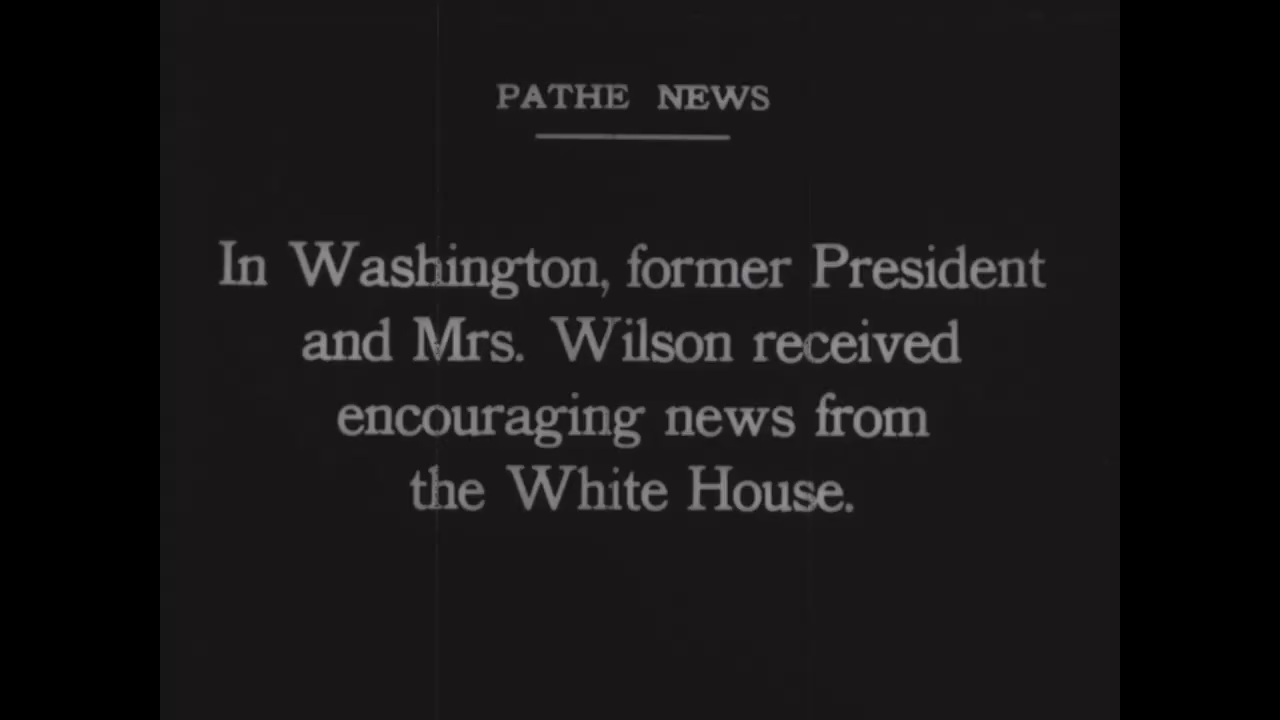 PATHE NEWS
In Washington, former President
and Mrs. Wilson received
encouraging news from
the White House.